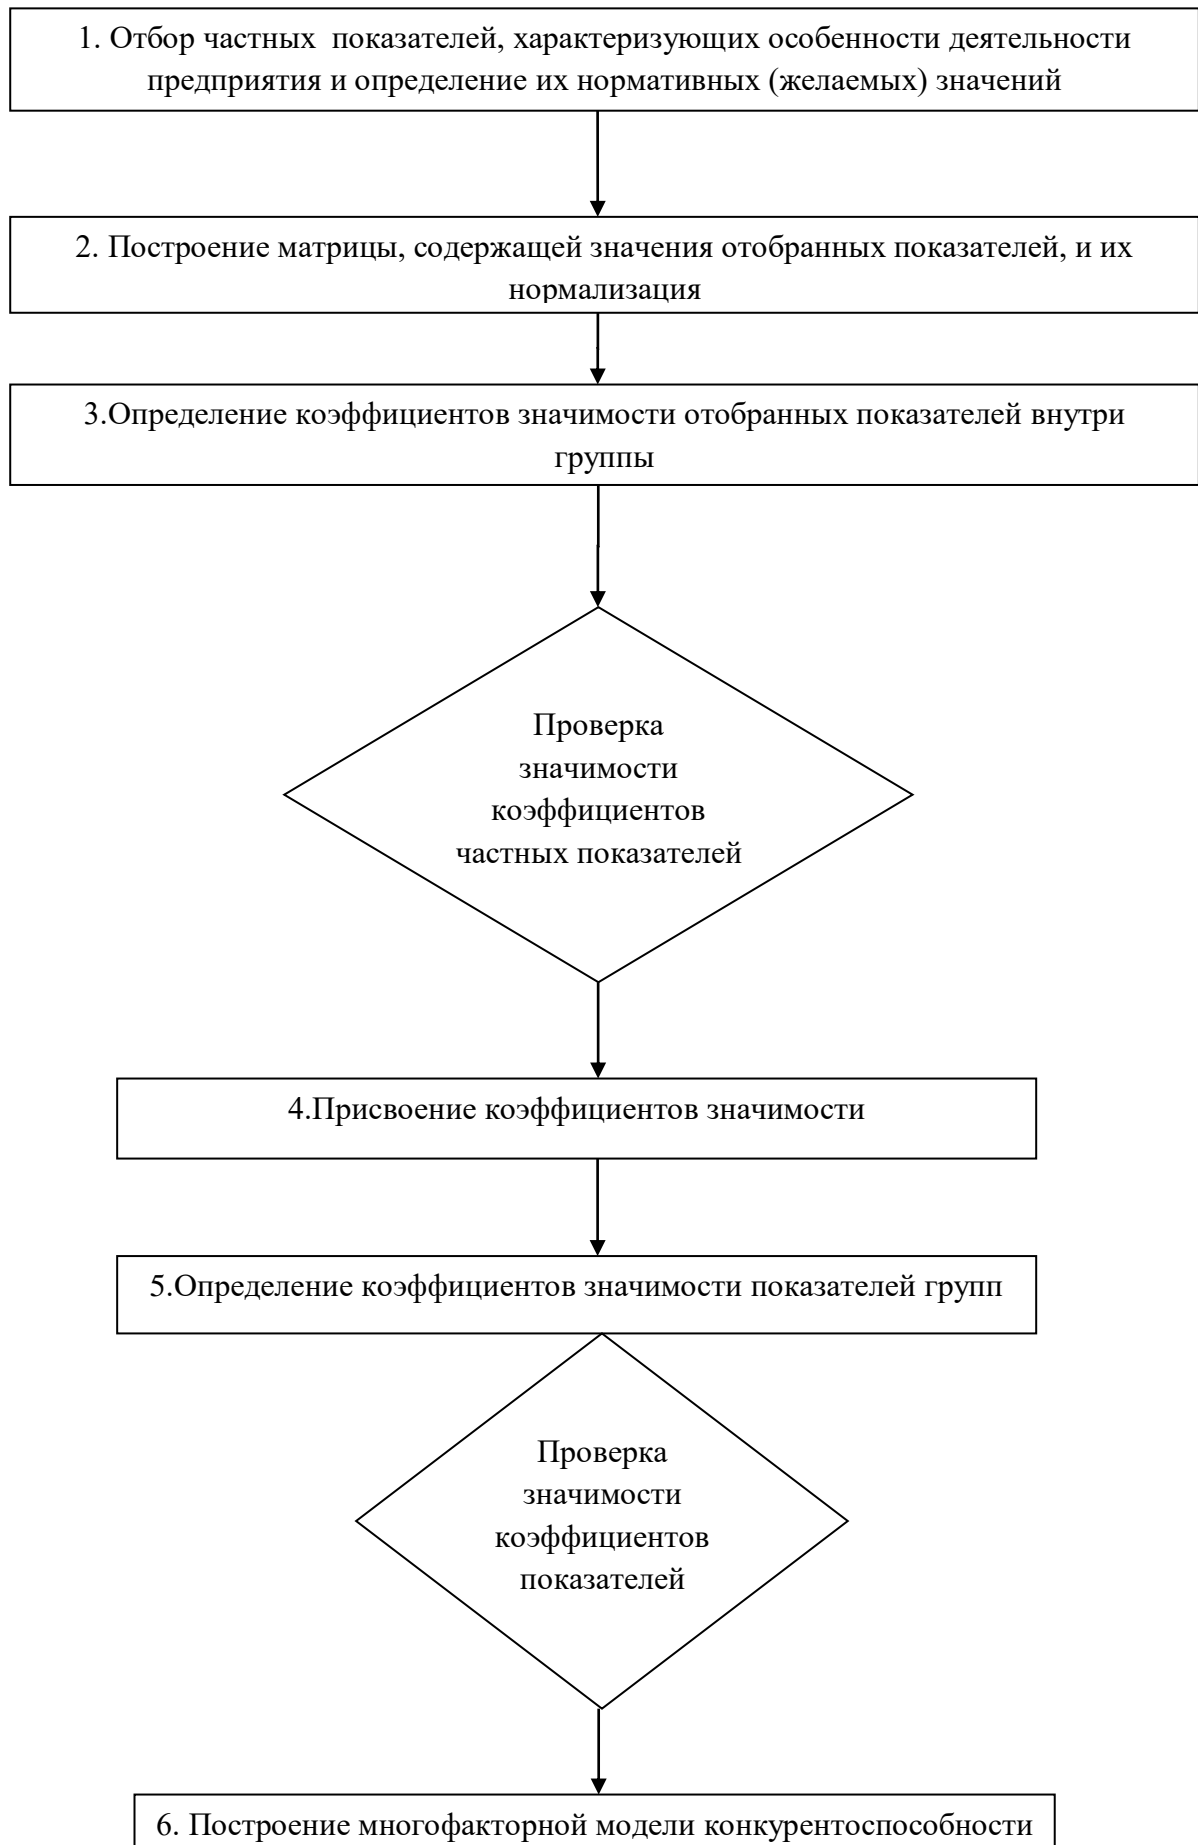 1. Отбор частных  показателей, характеризующих особенности деятельности
предприятия и определение их нормативных (желаемых) значений
2. Построение матрицы, содержащей значения отобранных показателей, и их
нормализация
3.Определение коэффициентов значимости отобранных показателей внутри
группы
Проверка
значимости
коэффициентов
частных показателей
4.Присвоение коэффициентов значимости
5.Определение коэффициентов значимости показателей групп
Проверка
значимости
коэффициентов
показателей
6. Построение многофакторной модели конкурентоспособности